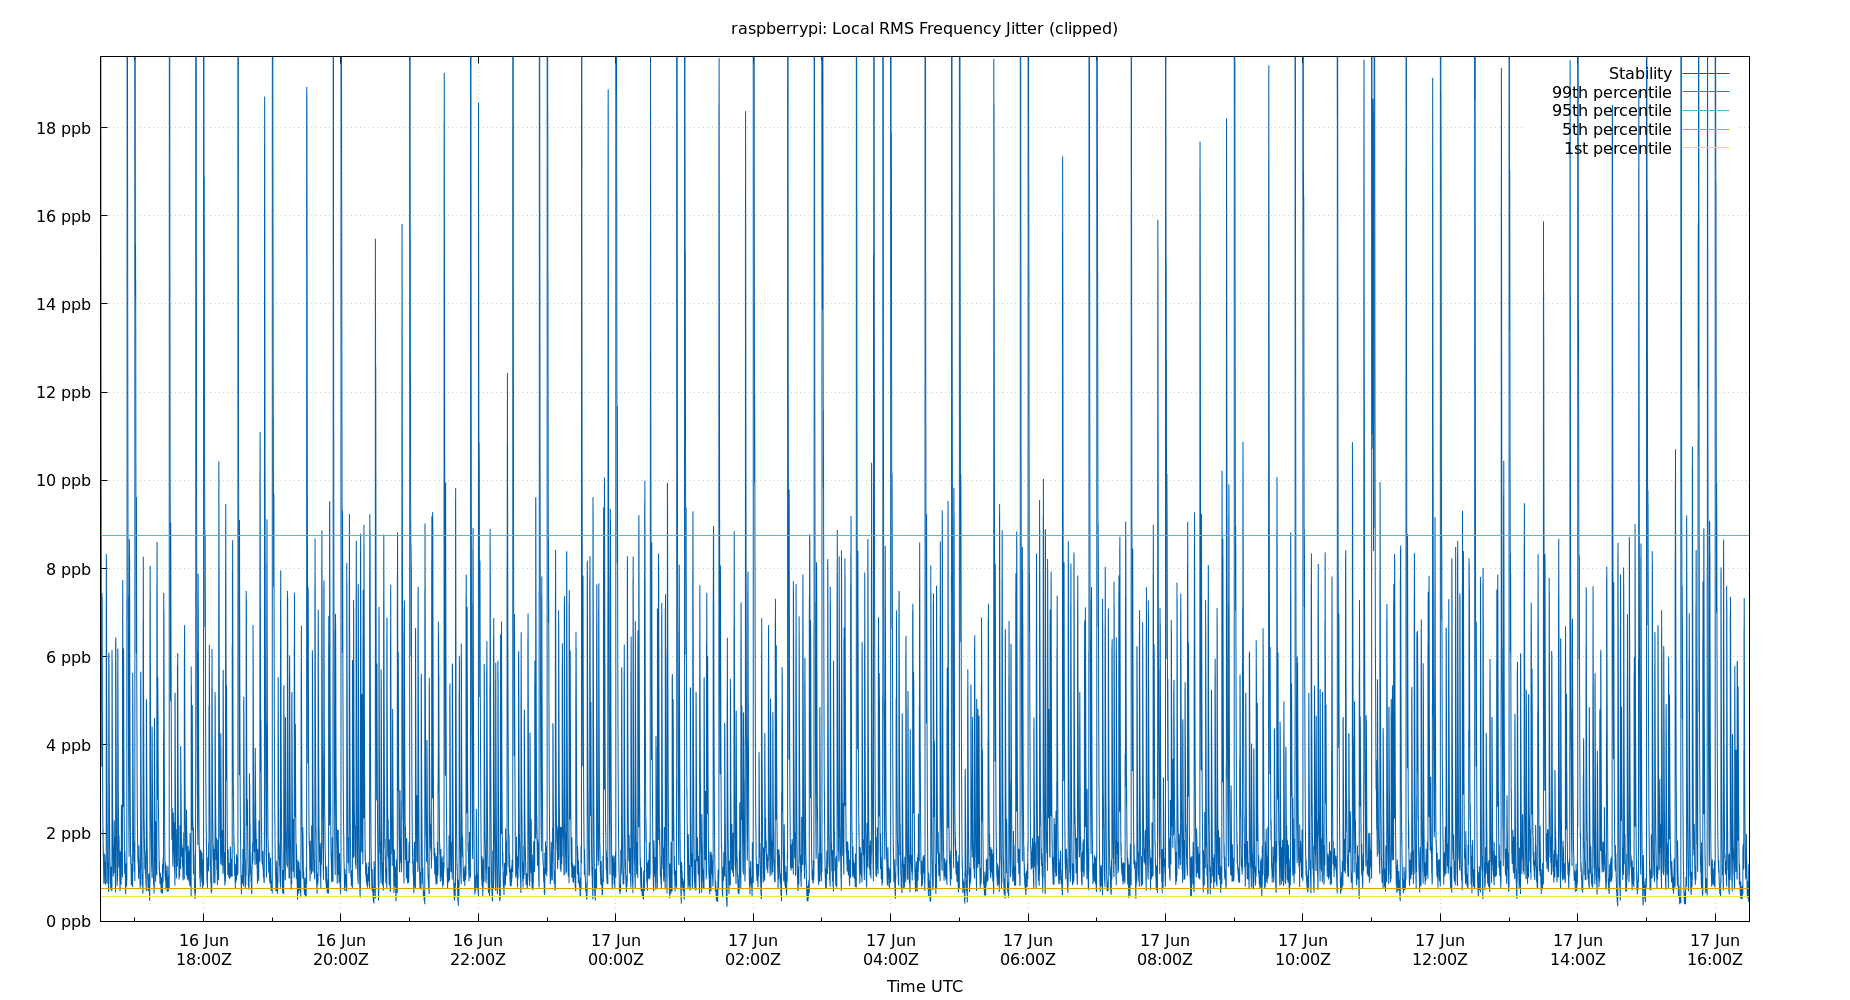 raspberrypi: Local RMS Frequency Jitter (clipped)
Stability
99th percentile
95th percentile
5th percentile
1st percentile
18 ppb
16 ppb
14 ppb
12 ppb
10 ppb
8 ppb
6 ppb
4 ppb
2 ppb
0 ppb
16 Jun 16 Jun 16 Jun 17 Jun 17 Jun 17 Jun 17 Jun 17 Jun 17 Jun 17 Jun 17 Jun 17 Jun
18:00Z 20:00Z 22:00Z 00:00Z 02:00Z 04:00Z 06:00Z 08:00Z 10:00Z 12:00Z 14:00Z 16:00Z
Time UTC